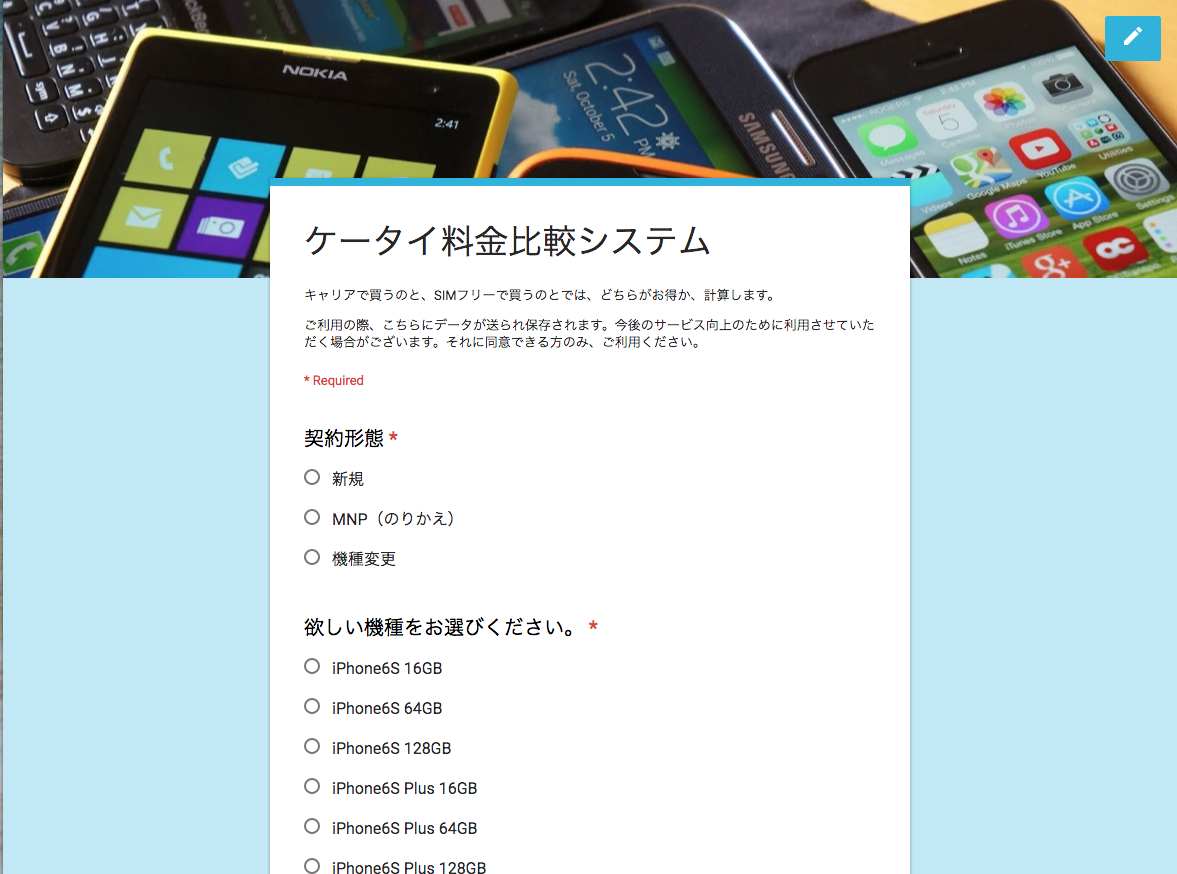 NOKIA
2:41
2:42 PM
Sat, October 5
SAMSUNG
sym
2:42 PM
Messages
Saturday
5
Calendar
Photos
Camera
Videos
Google Maps
YouTube
Utilities
Notes
iTunes Store
App Store
Settings
ケータイ料金比較システム
キャリアで買うのと、SIMフリーで買うのとでは、どちらがお得か、計算します。
ご利用の際、こちらにデータが送られ保存されます。今後のサービス向上のために利用させていた
だく場合がございます。それに同意できる方のみ、ご利用ください。
* Required
契約形態 *
新規
MNP（のりかえ）
機種変更
欲しい機種をお選びください。 *
iPhone6S 16GB
iPhone6S 64GB
iPhone6S 128GB
iPhone6S Plus 16GB
iPhone6S Plus 64GB
iPhone6S Plus 128GB